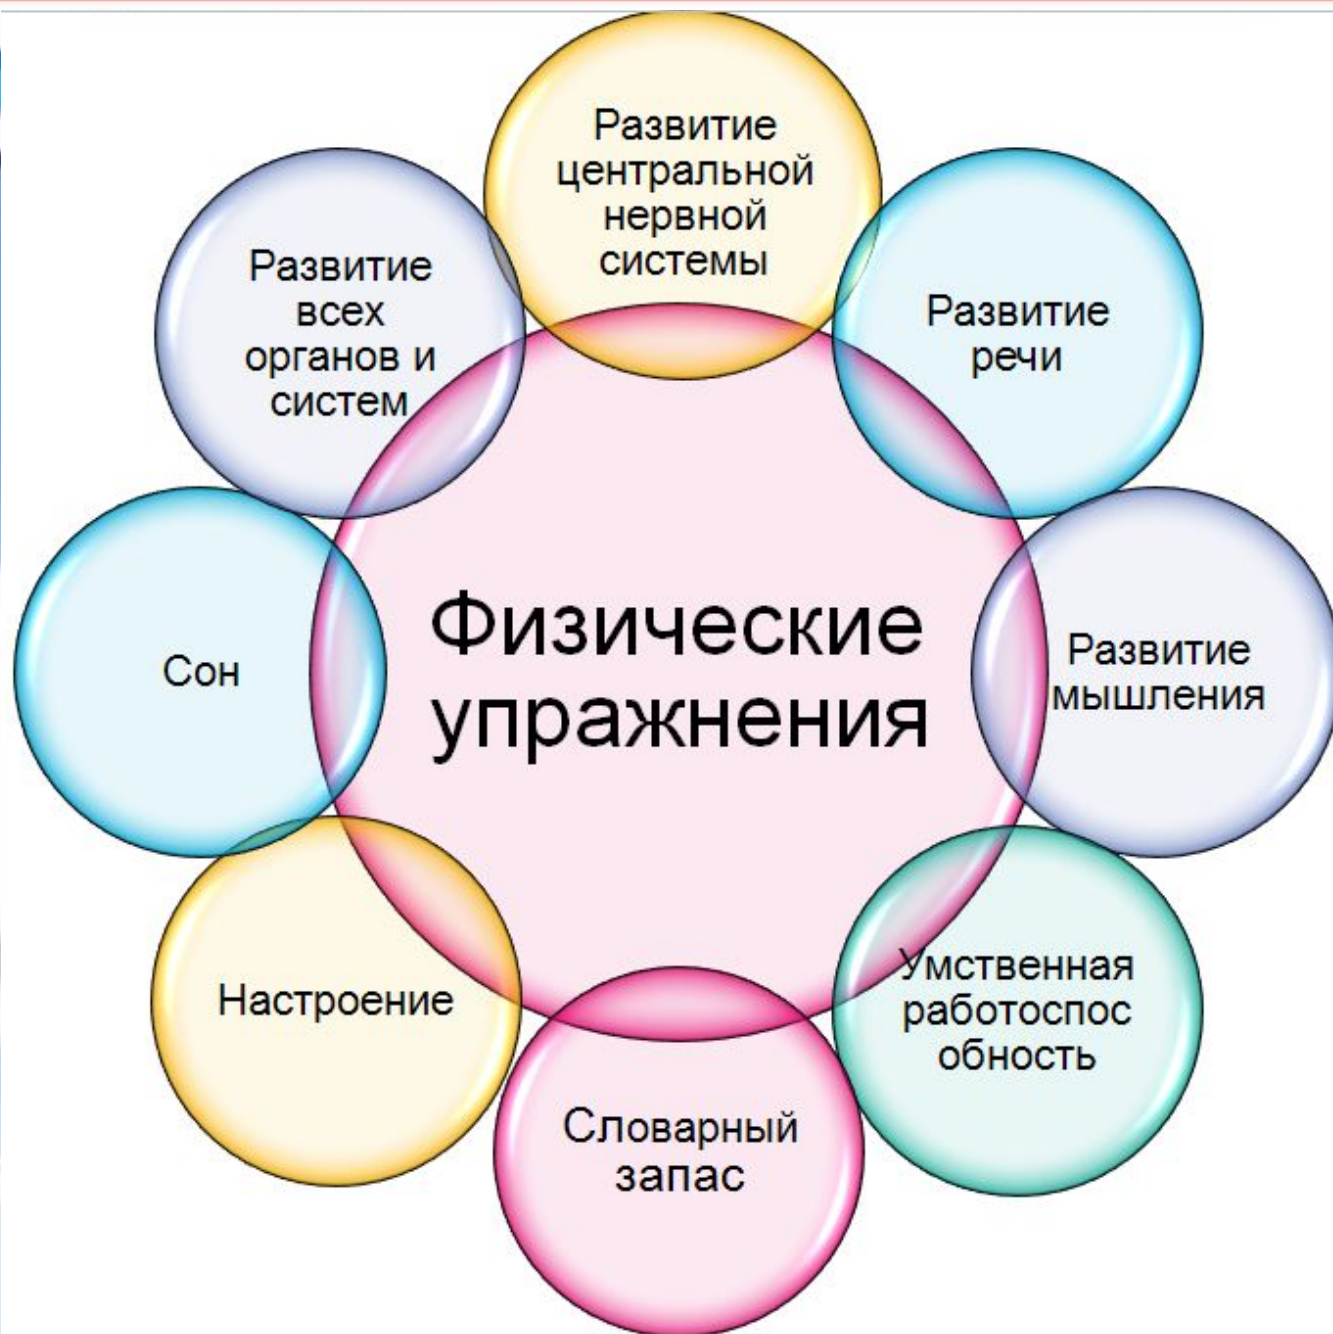 Развитие
центральной
нервной
системы
Развитие
речи
Развитие
мышления
Умственная
работоспос
обность
Словарный
запас
Настроение
Сон
Развитие
всех
органов и
систем
Физические
упражнения